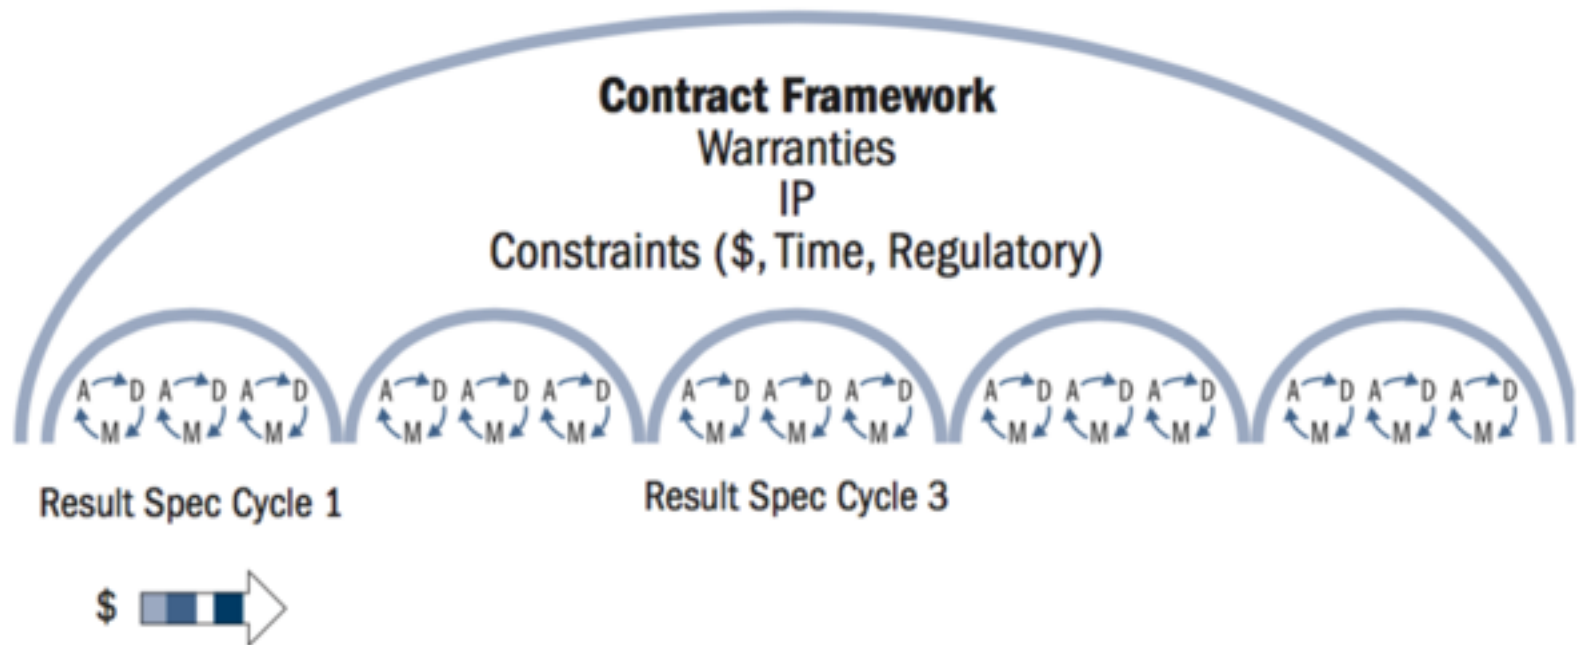 Contract Framework
Warranties
IP
Constraints ($, Time, Regulatory)
A D A D A D A D A D A D A D A D A D A D A D A D A D A D A D
M M M M M M M M M M M M M M M
Result Spec Cycle 1 Result Spec Cycle 3
$